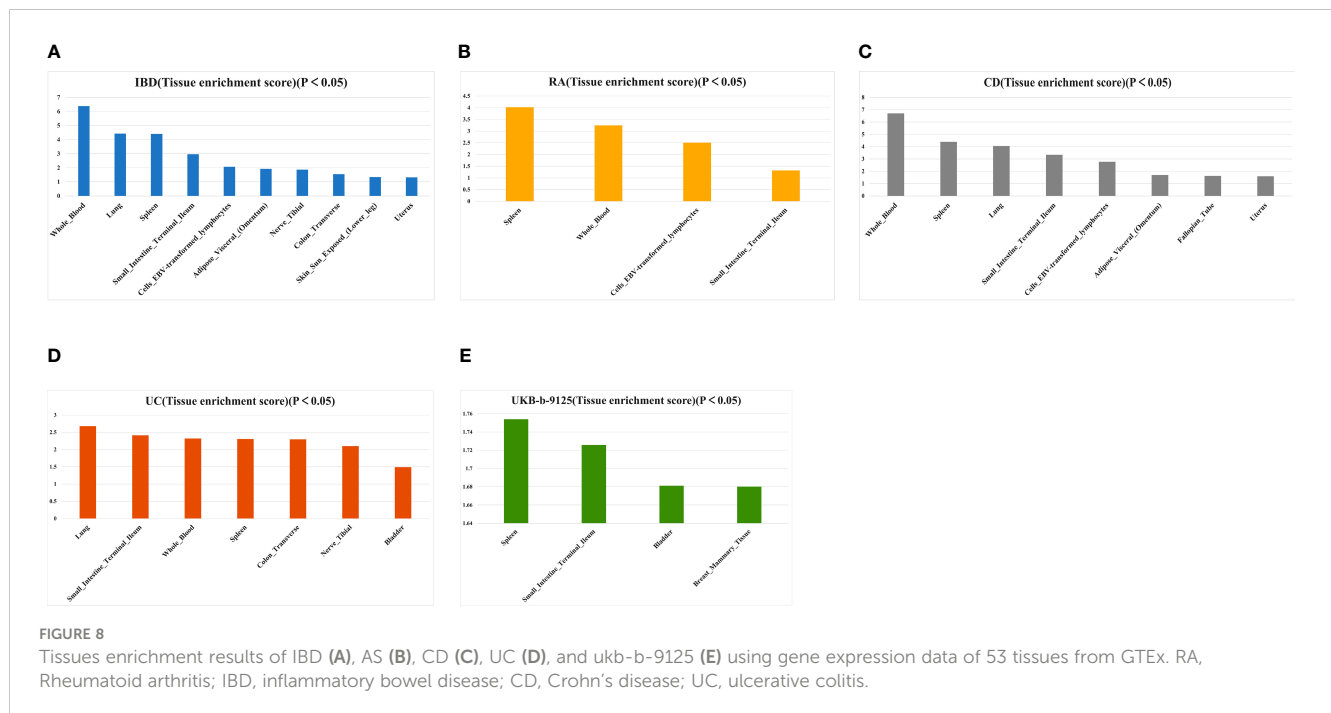 A
IBD(Tissue enrichment score)(P < 0.05)
7
6
5
4
3
2
1
0
Whole_Blood
Lung
Spleen
Small_Intestine_Terminal_Ileum
Cells_EBV-transformed_lymphocytes
Adipose_Visceral_(Omentum)
Nerve_Tibial
Colon_Transverse
Skin_Sun_Exposed_(Lower_leg)
Uterus
B
RA(Tissue enrichment score)(P < 0.05)
4.5
4
3.5
3
2.5
2
1.5
1
0.5
0
Spleen
Whole_Blood
Cells_EBV-transformed_lymphocytes
Small_Intestine_Terminal_Ileum
C
CD(Tissue enrichment score)(P < 0.05)
8
7
6
5
4
3
2
1
0
Whole_Blood
Spleen
Lung
Small_Intestine_Terminal_Ileum
Cells_EBV-transformed_lymphocytes
Adipose_Visceral_(Omentum)
Fallopian_Tube
Uterus
D
UC(Tissue enrichment score)(P < 0.05)
3
2.5
2
1.5
1
0.5
0
Lung
Small_Intestine_Terminal_Ileum
Whole_Blood
Spleen
Colon_Transverse
Nerve_Tibial
Bladder
E
UKB-b-9125(Tissue enrichment score)(P < 0.05)
1.76
1.74
1.72
1.7
1.68
1.66
1.64
Spleen
Small_Intestine_Terminal_Ileum
Bladder
Breast_Mammary_Tissue
FIGURE 8
Tissues enrichment results of IBD (A), AS (B), CD (C), UC (D), and ukb-b-9125 (E) using gene expression data of 53 tissues from GTEx. RA,
Rheumatoid arthritis; IBD, inflammatory bowel disease; CD, Crohn's disease; UC, ulcerative colitis.